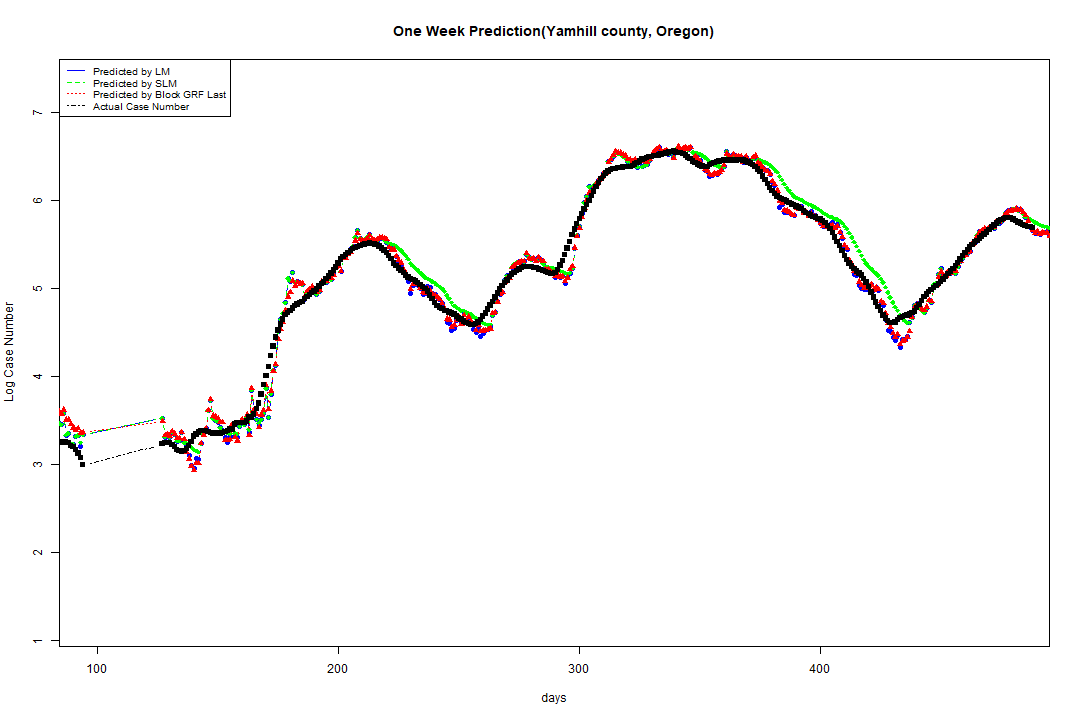 One Week Prediction(Yamhill county, Oregon)
Predicted by LM
Predicted by SLM
Predicted by Block GRF Last
Actual Case Number
Log Case Number
7
6
5
4
3
2
1
100 200 300 400
days